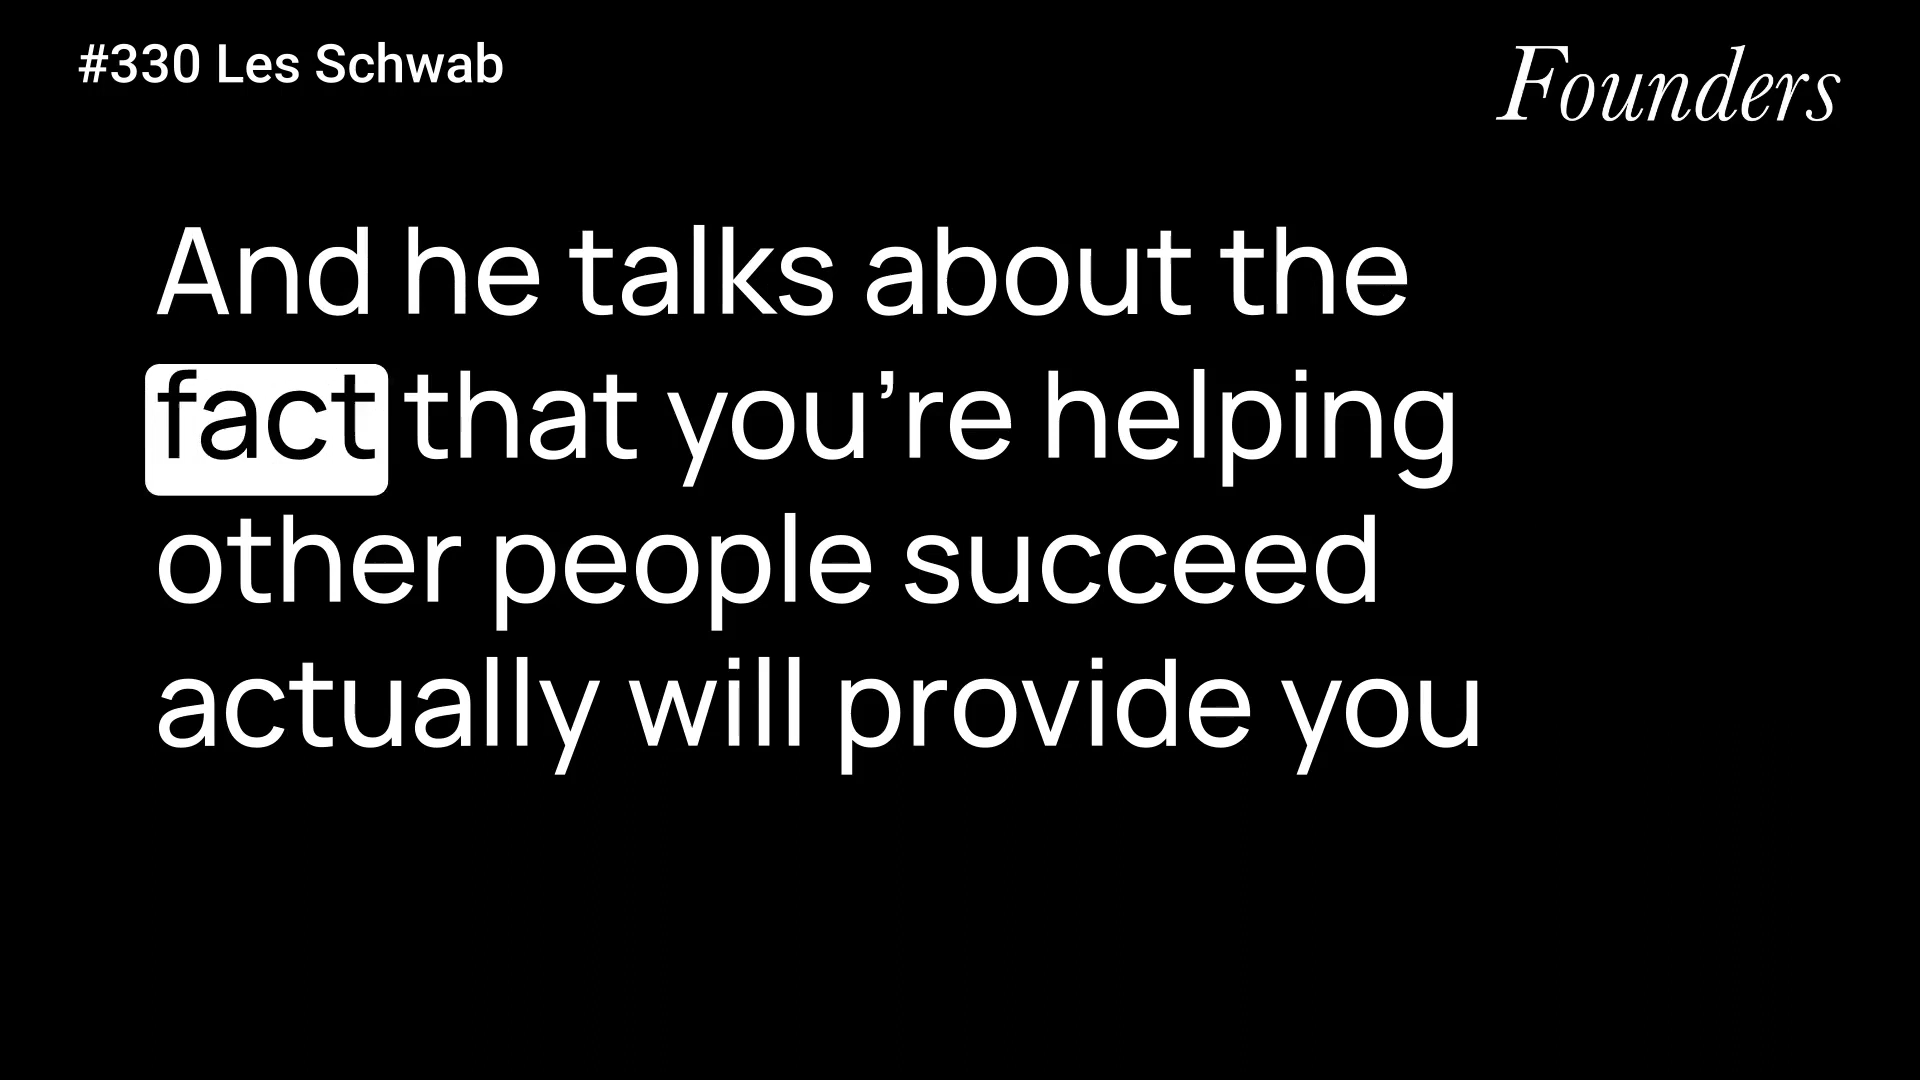 #330 Les Schwab
Founders
And he talks about the
fact that you’re helping
other people succeed
actually will provide you